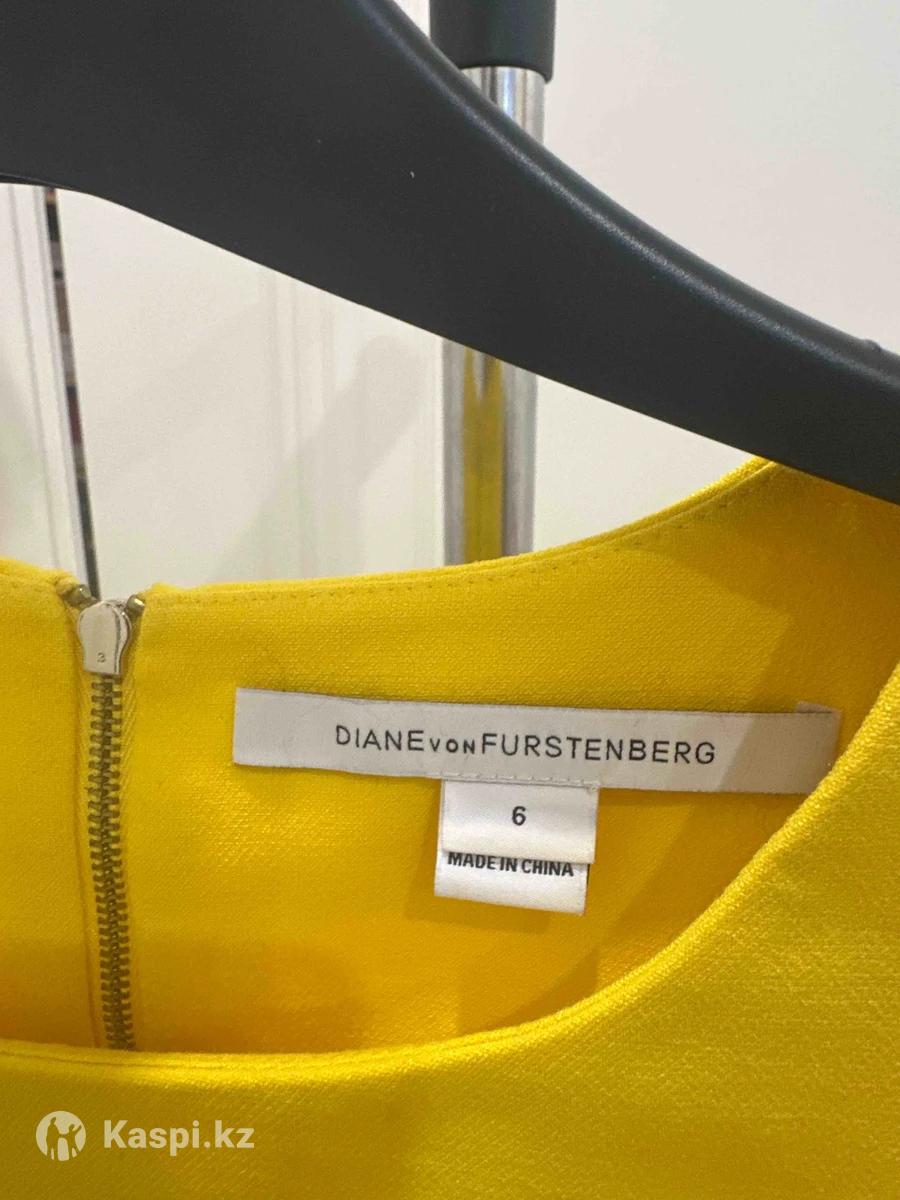 DIANE VON FURSTENBERG
6
MADE IN CHINA
Kaspi.kz